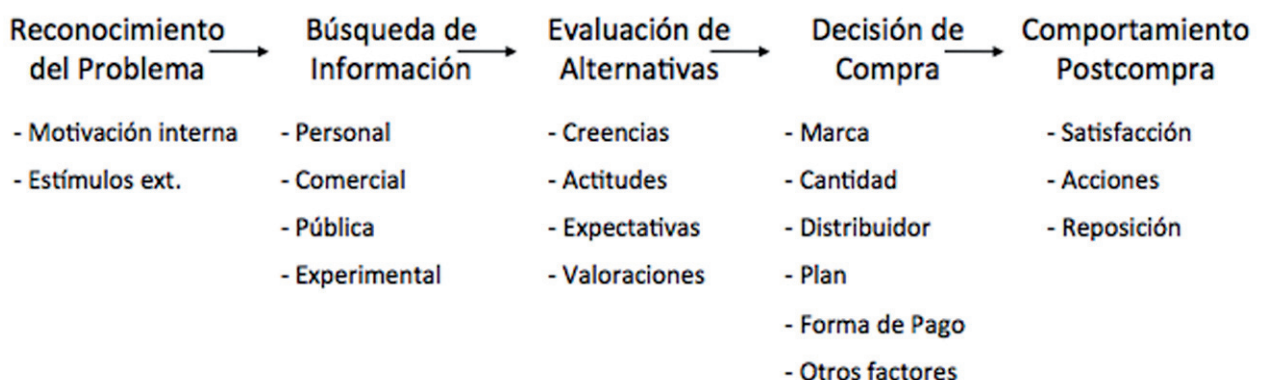 Reconocimiento
del Problema
- Motivación interna
- Estímulos ext.
Búsqueda de
Información
- Personal
- Comercial
- Pública
- Experimental
Evaluación de
Alternativas
- Creencias
- Actitudes
- Expectativas
- Valoraciones
Decisión de
Compra
- Marca
- Cantidad
- Distribuidor
- Plan
- Forma de Pago
- Otros factores
Comportamiento
Postcompra
- Satisfacción
- Acciones
- Reposición